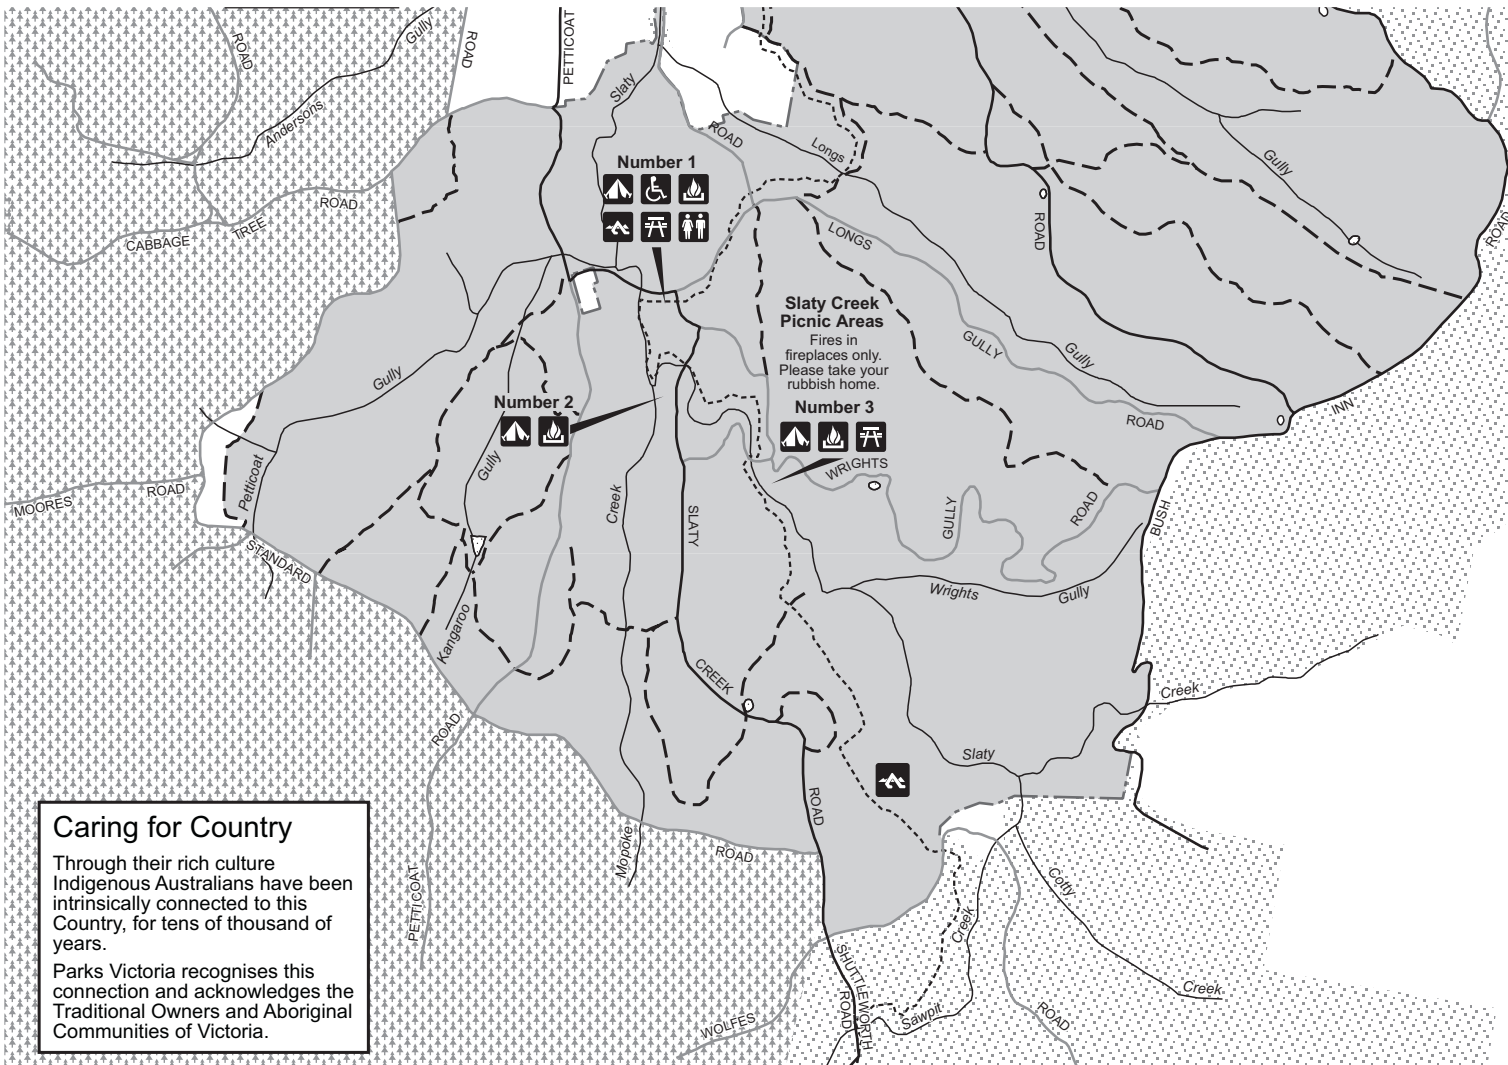 ROAD
Gully
ROAD
PETTICOAT
Slaty
Andersons
ROAD
Longs
Gully
Number 1
CABBAGE
TREE
ROAD
ROAD
ROAD
LONGS
Slaty Creek
Picnic Areas
Fires in
fireplaces only.
Please take your
rubbish home.
GULLY
Gully
Gully
Number 2
Number 3
INN
ROAD
WRIGHTS
Gully
Petticoat
MOORES
ROAD
Creek
SLATY
GULLY
ROAD
BUSH
STANDARD
Wrights
Gully
Kangaroo
CREEK
Creek
ROAD
Slaty
ROAD
Mopoke
ROAD
Cotty
PETTICOAT
Creek
SHUTTLEWORTH
ROAD
Creek
Sawpit
ROAD
WOLFES
Caring for Country
Through their rich culture
Indigenous Australians have been
intrinsically connected to this
Country, for tens of thousand of
years.
Parks Victoria recognises this
connection and acknowledges the
Traditional Owners and Aboriginal
Communities of Victoria.